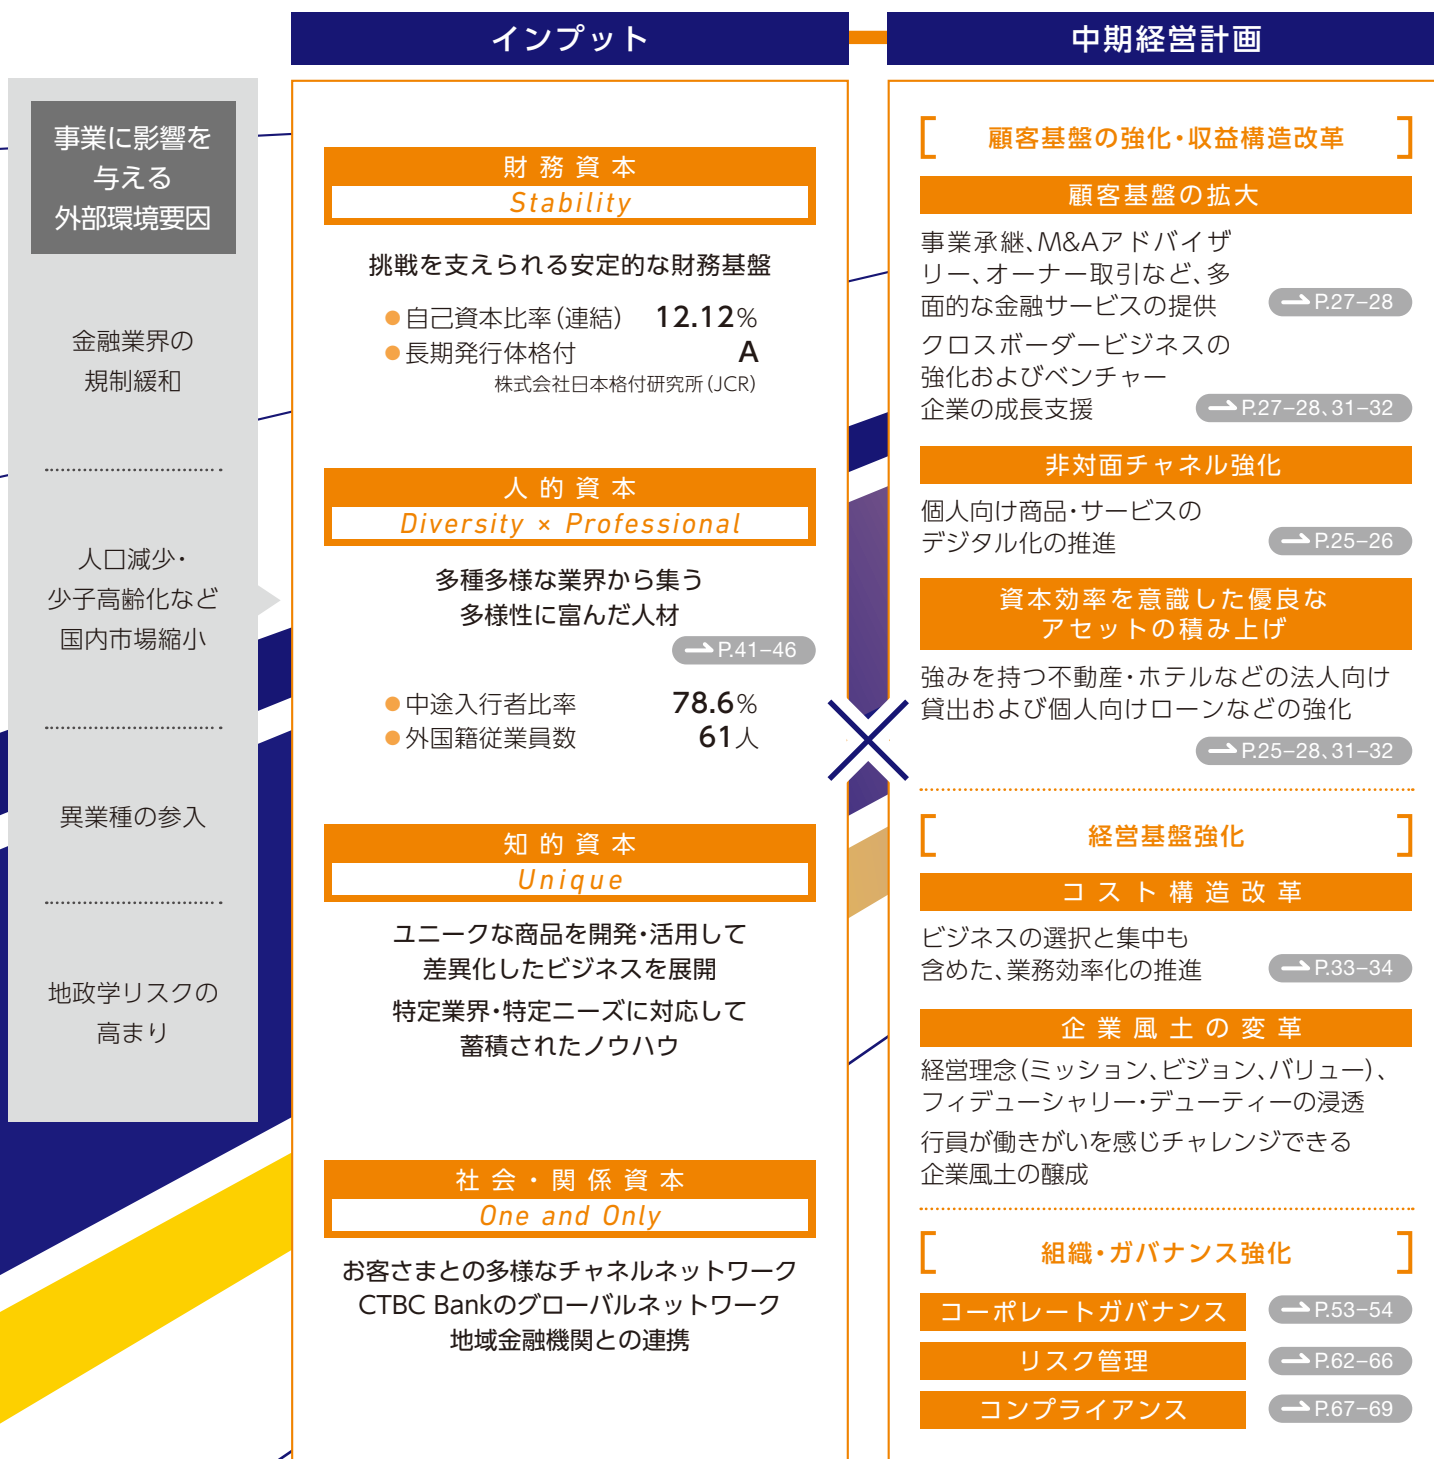 インプット
中期経営計画
事業に影響を
与える
外部環境要因
金融業界の
規制緩和
人口減少・
少子高齢化など
国内市場縮小
異業種の参入
地政学リスクの
高まり
財務資本
Stability
挑戦を支えられる安定的な財務基盤
●自己資本比率(連結) 12.12%
●長期発行体格付 A
株式会社日本格付研究所(JCR)
人的資本
Diversity × Professional
多種多様な業界から集う
多様性に富んだ人材
P.41–46
●中途入行者比率 78.6%
●外国籍従業員数 61人
知的資本
Unique
ユニークな商品を開発・活用して
差異化したビジネスを展開
特定業界・特定ニーズに対応して
蓄積されたノウハウ
社会・関係資本
One and Only
お客さまとの多様なチャネルネットワーク
CTBC Bankのグローバルネットワーク
地域金融機関との連携
顧客基盤の強化・収益構造改革
顧客基盤の拡大
事業承継、M&Aアドバイザ
リー、オーナー取引など、多
面的な金融サービスの提供 P.27–28
クロスボーダービジネスの
強化およびベンチャー
企業の成長支援 P.27–28、31–32
非対面チャネル強化
個人向け商品・サービスの
デジタル化の推進 P.25–26
資本効率を意識した優良な
アセットの積み上げ
強みを持つ不動産・ホテルなどの法人向け
貸出および個人向けローンなどの強化
P.25–28、31–32
経営基盤強化
コスト構造改革
ビジネスの選択と集中も
含めた、業務効率化の推進 P.33–34
企業風土の変革
経営理念(ミッション、ビジョン、バリュー)、
フィデューシャリー・デューティーの浸透
行員が働きがいを感じチャレンジできる
企業風土の醸成
組織・ガバナンス強化
コーポレートガバナンス P.53–54
リスク管理 P.62–66
コンプライアンス P.67–69